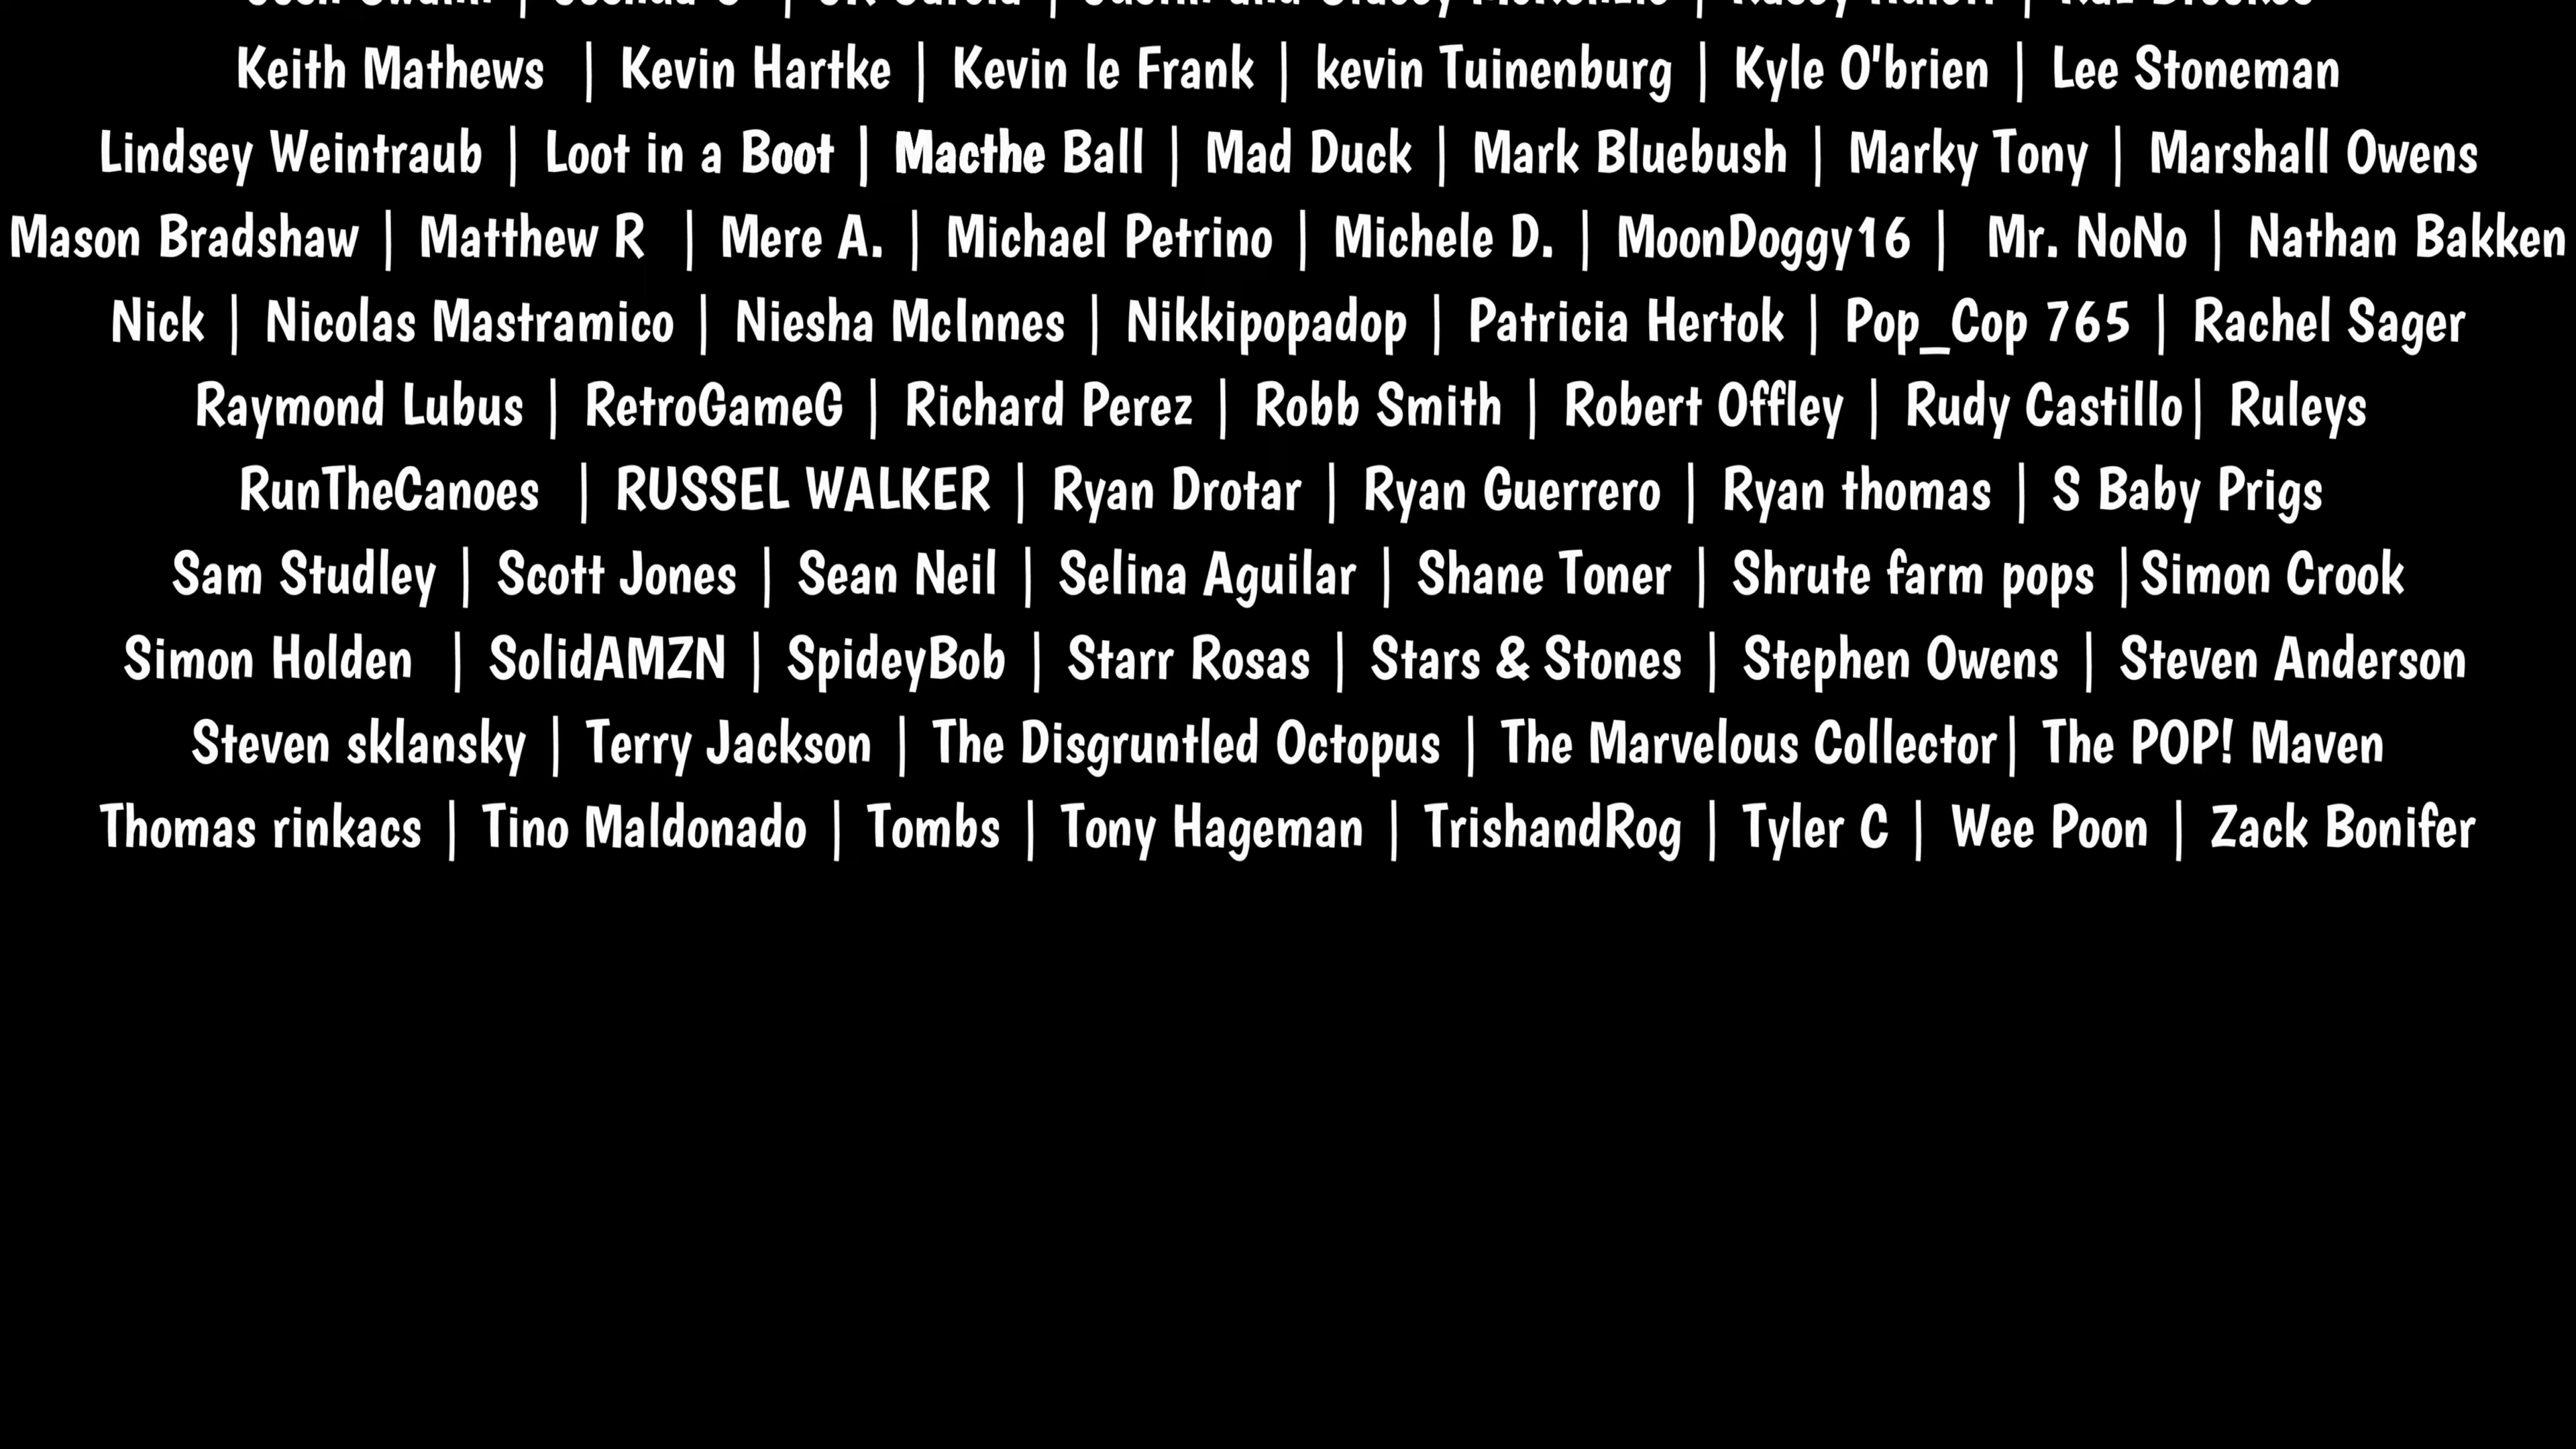 Keith Mathews | Kevin Hartke | Kevin le Frank | kevin Tuinenburg | Kyle O'brien | Lee Stoneman
Lindsey Weintraub | Loot in a Boot | Macthe Ball | Mad Duck | Mark Bluebush | Marky Tony | Marshall Owens
Mason Bradshaw | Matthew R | Mere A. | Michael Petrino | Michele D. | MoonDoggy16 | Mr. NoNo | Nathan Bakken
Nick | Nicolas Mastramico | Niesha McInnes | Nikkipopadop | Patricia Hertok | Pop_Cop 765 | Rachel Sager
Raymond Lubus | RetroGameG | Richard Perez | Robb Smith | Robert Offley | Rudy Castillo| Ruleys
RunTheCanoes | RUSSEL WALKER | Ryan Drotar | Ryan Guerrero | Ryan thomas | S Baby Prigs
Sam Studley | Scott Jones | Sean Neil | Selina Aguilar | Shane Toner | Shrute farm pops |Simon Crook
Simon Holden | SolidAMZN | SpideyBob | Starr Rosas | Stars & Stones | Stephen Owens | Steven Anderson
Steven sklansky | Terry Jackson | The Disgruntled Octopus | The Marvelous Collector| The POP! Maven
Thomas rinkacs | Tino Maldonado | Tombs | Tony Hageman | TrishandRog | Tyler C | Wee Poon | Zack Bonifer